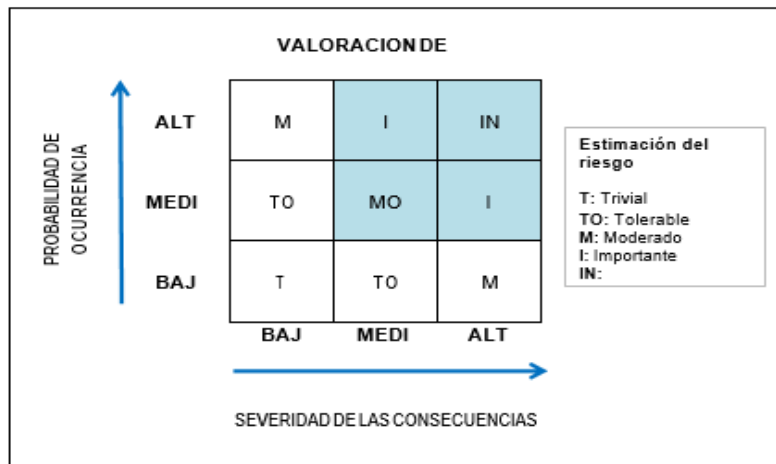 VALORACION DE
PROBABILIDAD DE
OCURRENCIA
ALT M I IN
MEDI TO MO I
BAJ T TO M
BAJ MEDI ALT
SEVERIDAD DE LAS CONSECUENCIAS
Estimación del
riesgo
T: Trivial
TO: Tolerable
M: Moderado
I: Importante
IN: